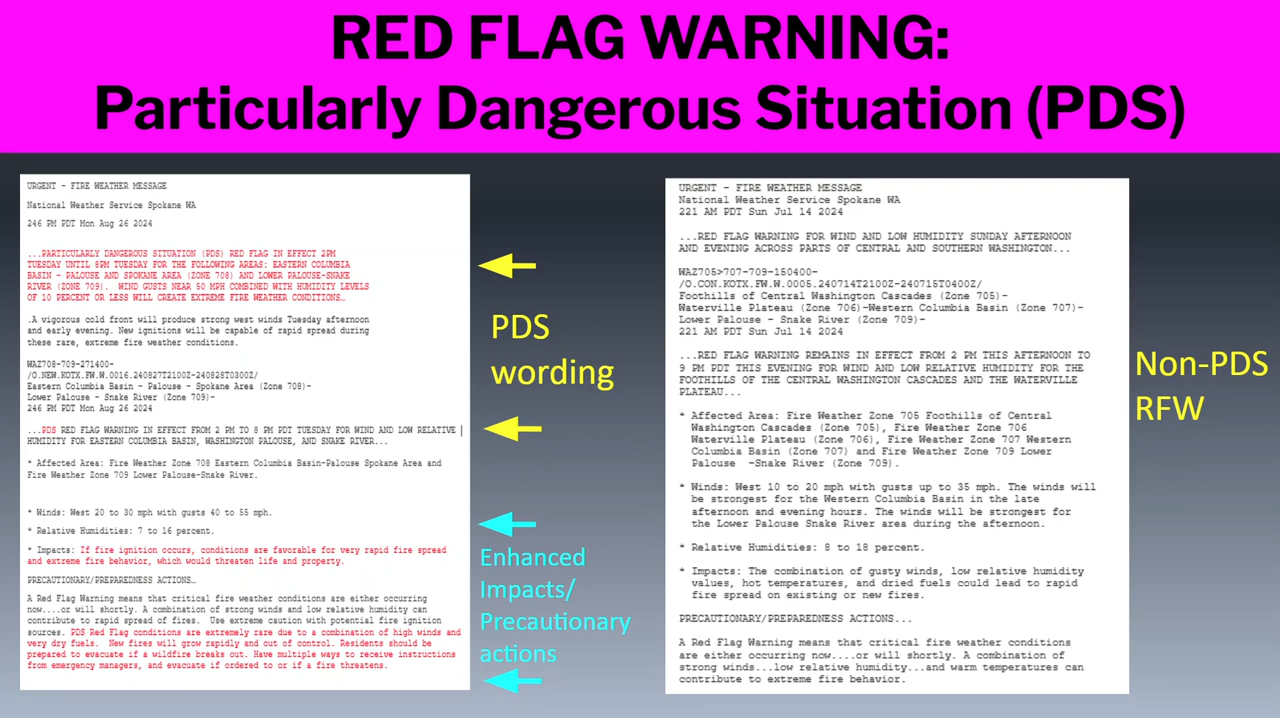 RED FLAG WARNING:
Particularly Dangerous Situation (PDS)
URGENT - FIRE WEATHER MESSAGE
National Weather Service Spokane WA
246 PM PDT Mon Aug 26 2024
...PARTICULARLY DANGEROUS SITUATION (PDS) RED FLAG IN EFFECT 2PM
TUESDAY UNTIL 8PM TUESDAY FOR THE FOLLOWING AREAS: EASTERN COLUMBIA
BASIN - PALOUSE AND SPOKANE AREA (ZONE 708) AND LOWER PALOUSE-SNAKE
RIVER (ZONE 709).  WIND GUSTS NEAR 50 MPH COMBINED WITH HUMIDITY LEVELS
OF 10 PERCENT OR LESS WILL CREATE EXTREME FIRE WEATHER CONDITIONS…
.A vigorous cold front will produce strong west winds Tuesday afternoon
and early evening. New ignitions will be capable of rapid spread during
these rare, extreme fire weather conditions.
WAZ708-709-271400-
/O.NEW.KOTX.FW.W.0016.240827T2100Z-240828T0300Z/
Eastern Columbia Basin - Palouse - Spokane Area (Zone 708)-
Lower Palouse - Snake River (Zone 709)-
246 PM PDT Mon Aug 26 2024
...PDS RED FLAG WARNING IN EFFECT FROM 2 PM TO 8 PM PDT TUESDAY FOR WIND AND LOW RELATIVE
HUMIDITY FOR EASTERN COLUMBIA BASIN, WASHINGTON PALOUSE, AND SNAKE RIVER...
* Affected Area: Fire Weather Zone 708 Eastern Columbia Basin-Palouse Spokane Area and
Fire Weather Zone 709 Lower Palouse-Snake River.
* Winds: West 20 to 30 mph with gusts 40 to 55 mph.
* Relative Humidities: 7 to 16 percent.
* Impacts: If fire ignition occurs, conditions are favorable for very rapid fire spread
and extreme fire behavior, which would threaten life and property.
PRECAUTIONARY/PREPAREDNESS ACTIONS…
A Red Flag Warning means that critical fire weather conditions are either occurring
now....or will shortly. A combination of strong winds and low relative humidity can
contribute to rapid spread of fires.  Use extreme caution with potential fire ignition
sources. PDS Red Flag conditions are extremely rare due to a combination of high winds and
very dry fuels.  New fires will grow rapidly and out of control. Residents should be
prepared to evacuate if a wildfire breaks out. Have multiple ways to receive instructions
from emergency managers, and evacuate if ordered to or if a fire threatens.
PDS
wording
Enhanced
Impacts/
Precautionary
actions
URGENT - FIRE WEATHER MESSAGE
National Weather Service Spokane WA
221 AM PDT Sun Jul 14 2024
...RED FLAG WARNING FOR WIND AND LOW HUMIDITY SUNDAY AFTERNOON
AND EVENING ACROSS PARTS OF CENTRAL AND SOUTHERN WASHINGTON...
WAZ705>707-709-150400-
/O.CON.KOTX.FW.W.0005.240714T2100Z-240715T0400Z/
Foothills of Central Washington Cascades (Zone 705)-
Waterville Plateau (Zone 706)-Western Columbia Basin (Zone 707)-
Lower Palouse - Snake River (Zone 709)-
221 AM PDT Sun Jul 14 2024
...RED FLAG WARNING REMAINS IN EFFECT FROM 2 PM THIS AFTERNOON TO
9 PM PDT THIS EVENING FOR WIND AND LOW RELATIVE HUMIDITY FOR THE
FOOTHILLS OF THE CENTRAL WASHINGTON CASCADES AND THE WATERVILLE
PLATEAU...
* Affected Area: Fire Weather Zone 705 Foothills of Central
Washington Cascades (Zone 705), Fire Weather Zone 706
Waterville Plateau (Zone 706), Fire Weather Zone 707 Western
Columbia Basin (Zone 707) and Fire Weather Zone 709 Lower
Palouse  -Snake River (Zone 709).
* Winds: West 10 to 20 mph with gusts up to 35 mph. The winds will
be strongest for the Western Columbia Basin in the late
afternoon and evening hours. The winds will be strongest for
the Lower Palouse Snake River area during the afternoon.
* Relative Humidities: 8 to 18 percent.
* Impacts: The combination of gusty winds, low relative humidity
values, hot temperatures, and dried fuels could lead to rapid
fire spread on existing or new fires.
PRECAUTIONARY/PREPAREDNESS ACTIONS...
A Red Flag Warning means that critical fire weather conditions
are either occurring now....or will shortly. A combination of
strong winds...low relative humidity...and warm temperatures can
contribute to extreme fire behavior.
Non-PDS
RFW